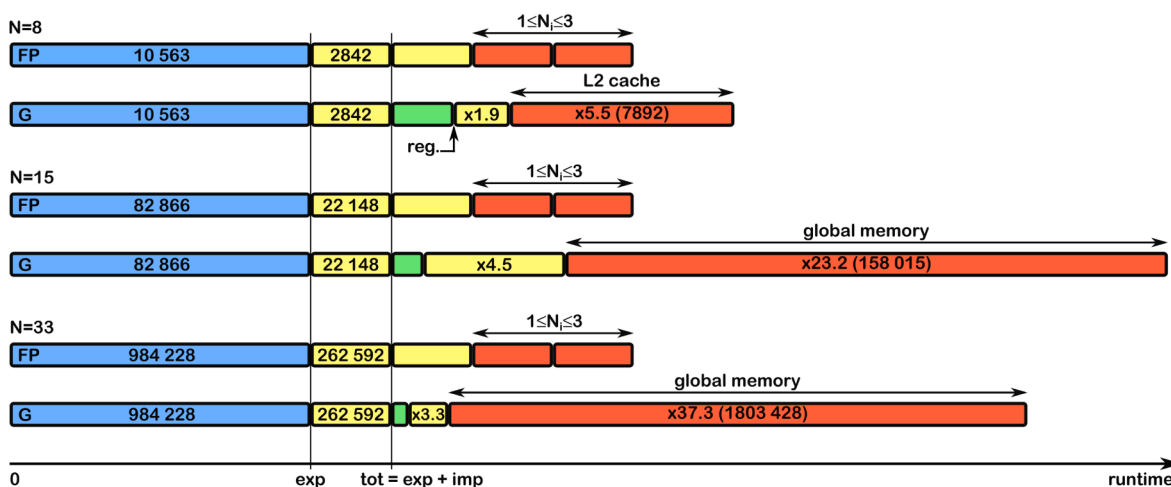 N=8
1≤Nᵢ≤3
FP 10 563 2842
L2 cache
G 10 563 2842 x1.9 x5.5 (7892)
reg.
N=15
1≤Nᵢ≤3
FP 82 866 22 148
global memory
G 82 866 22 148 x4.5 x23.2 (158 015)
N=33
1≤Nᵢ≤3
FP 984 228 262 592
global memory
G 984 228 262 592 x3.3 x37.3 (1803 428)
0 exp tot = exp + imp runtime